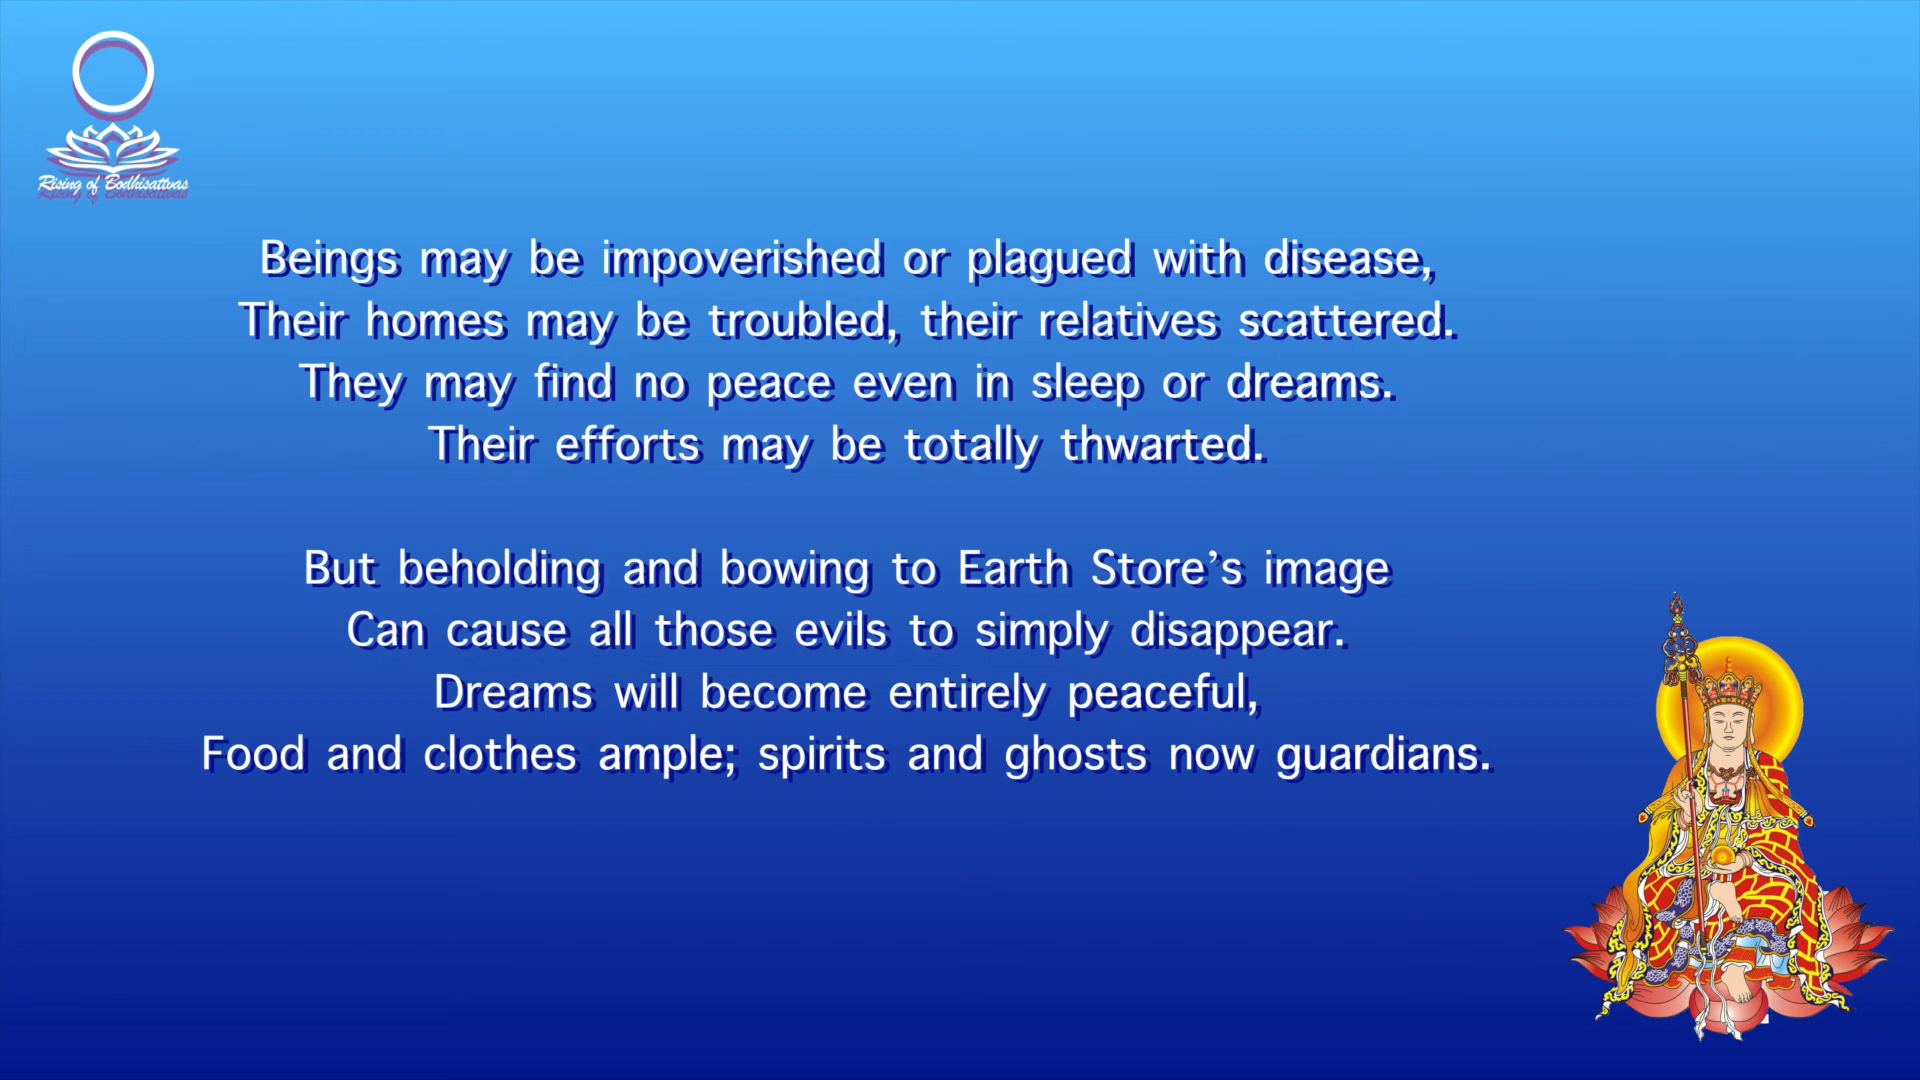 Rising of Bodhisattvas
Beings may be impoverished or plagued with disease,
Their homes may be troubled, their relatives scattered.
They may find no peace even in sleep or dreams.
Their efforts may be totally thwarted.
But beholding and bowing to Earth Store’s image
Can cause all those evils to simply disappear.
Dreams will become entirely peaceful,
Food and clothes ample; spirits and ghosts now guardians.